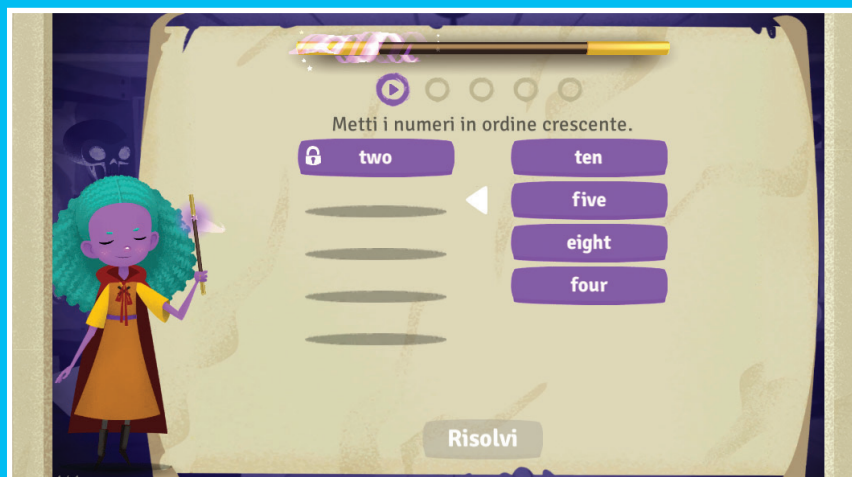 Metti i numeri in ordine crescente.
two
ten
five
eight
four
Risolvi